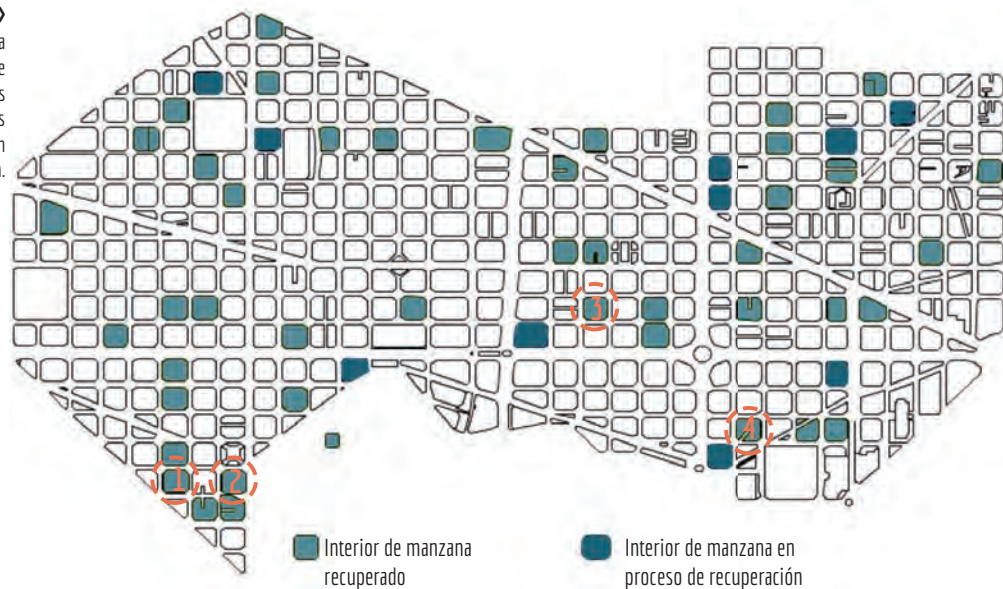 a
e
s
s
n
1
2
3
4
Interior de manzana
recuperado
Interior de manzana en
proceso de recuperación